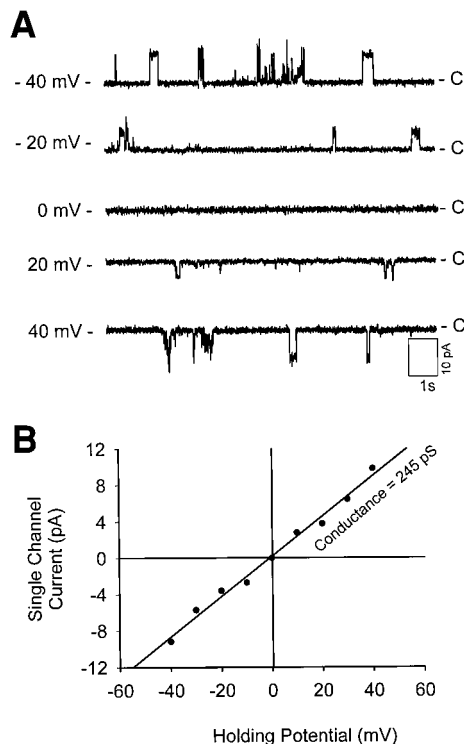 A
- 40 mV - - C
- 20 mV - - C
0 mV - - C
20 mV - - C
40 mV - - C
10 pA
1s
B
Single Channel
Current (pA)
12
8
4
0
-4
-8
-12
Conductance = 245 pS
-60 -40 -20 0 20 40 60
Holding Potential (mV)